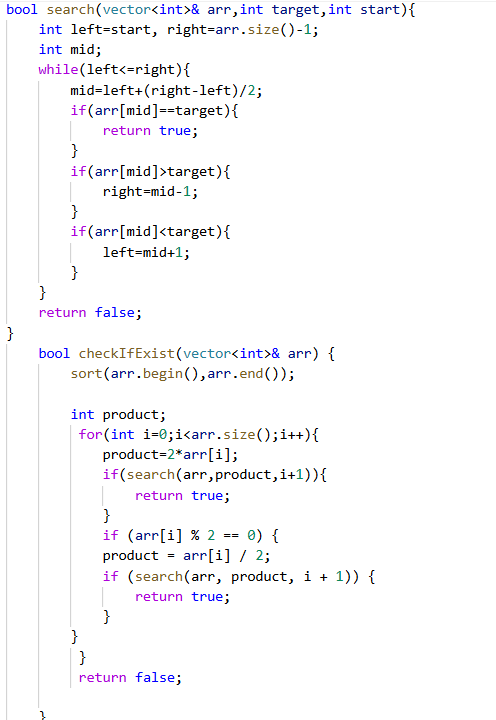 bool search(vector<int>& arr,int target,int start){
    int left=start, right=arr.size()-1;
    int mid;
    while(left<=right){
        mid=left+(right-left)/2;
        if(arr[mid]==target){
            return true;
        }
        if(arr[mid]>target){
            right=mid-1;
        }
        if(arr[mid]<target){
            left=mid+1;
        }
    }
    return false;
}
    bool checkIfExist(vector<int>& arr) {
        sort(arr.begin(),arr.end());

        int product;
         for(int i=0;i<arr.size();i++){
            product=2*arr[i];
            if(search(arr,product,i+1)){
                return true;
            }
            if (arr[i] % 2 == 0) {
            product = arr[i] / 2;
            if (search(arr, product, i + 1)) {
                return true;
            }
        }
         }
         return false;

    }